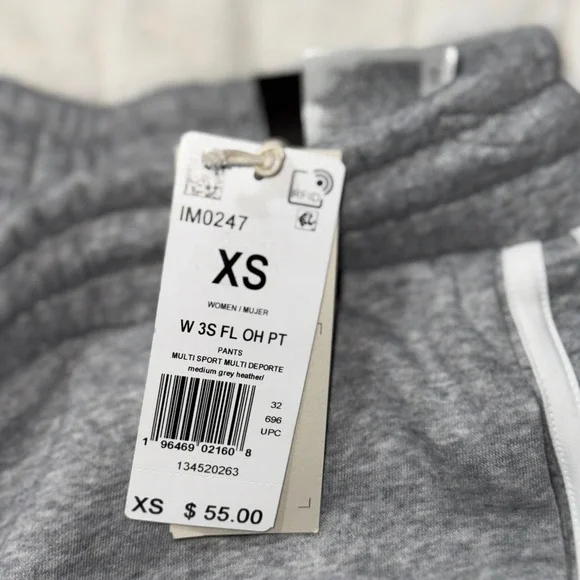 RFID
IM0247
XS
WOMEN / MUJER
W 3S FL OH PT
PANTS
MULTI SPORT MULTI DEPORTE
medium grey heather/
32
696
UPC
1 96469 02160 8
134520263
XS $ 55.00